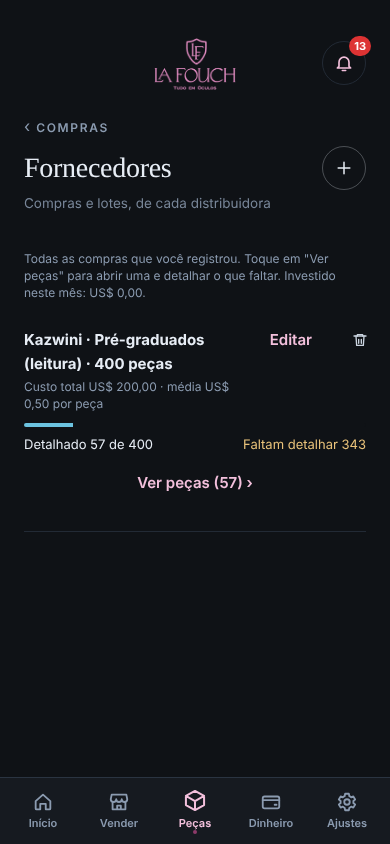 13
LA FOUCH
TUDO EM ÓCULOS
‹ COMPRAS
Fornecedores
+
Compras e lotes, de cada distribuidora
Todas as compras que você registrou. Toque em "Ver
peças" para abrir uma e detalhar o que faltar. Investido
neste mês: US$ 0,00.
Kazwini · Pré-graduados
(leitura) · 400 peças
Editar
Custo total US$ 200,00 · média US$
0,50 por peça
Detalhado 57 de 400
Faltam detalhar 343
Ver peças (57) ›
Início
Vender
Peças
Dinheiro
Ajustes